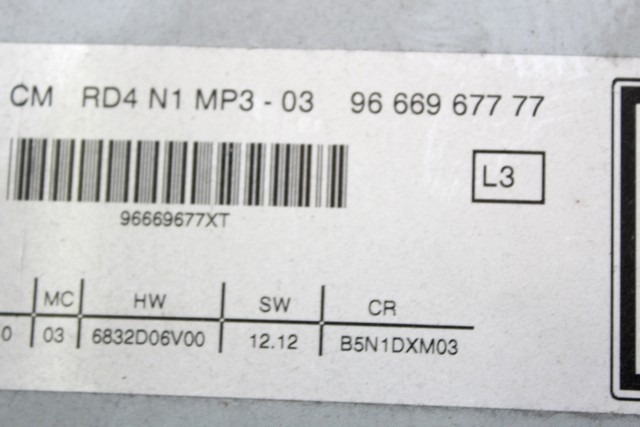 CM RD4 N1 MP3 - 03 96 669 677 77
L3
96669677XT
MC HW SW CR
0 03 6832D06V00 12.12 B5N1DXM03